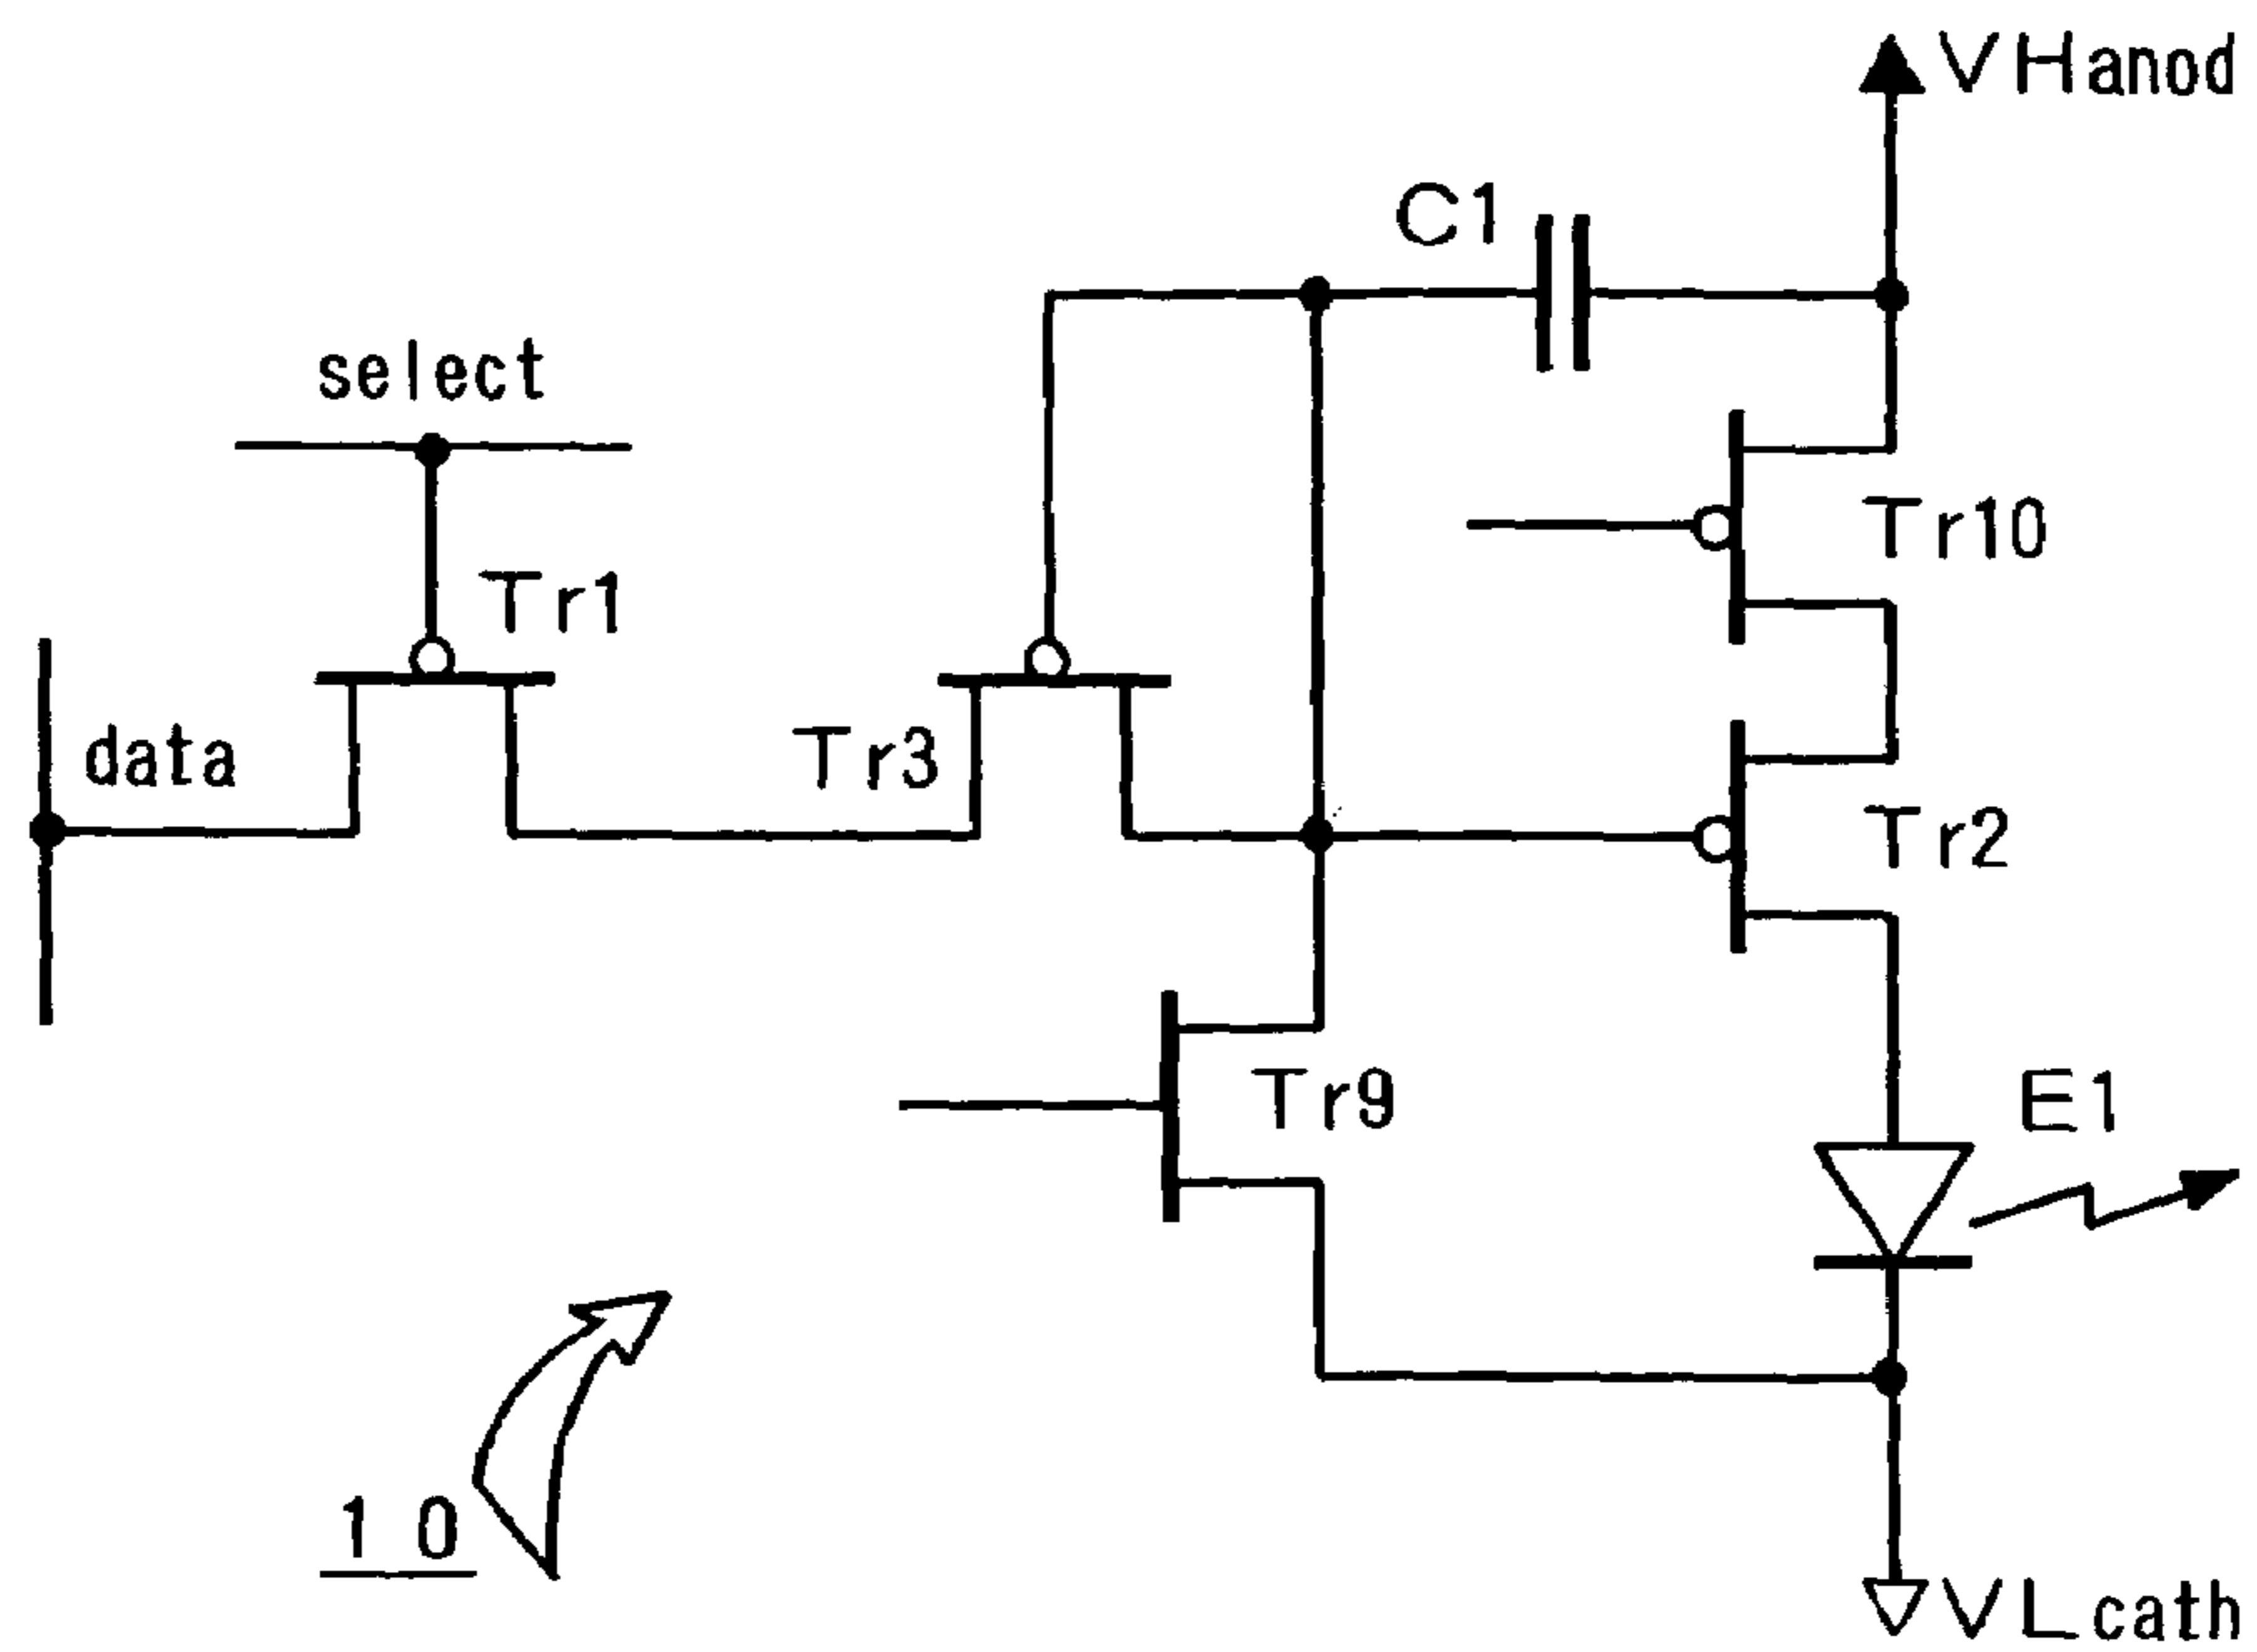 VHanod
C1
select
Tr10
Tr1
data
Tr3
Tr2
Tr9
E1
10
VLcath